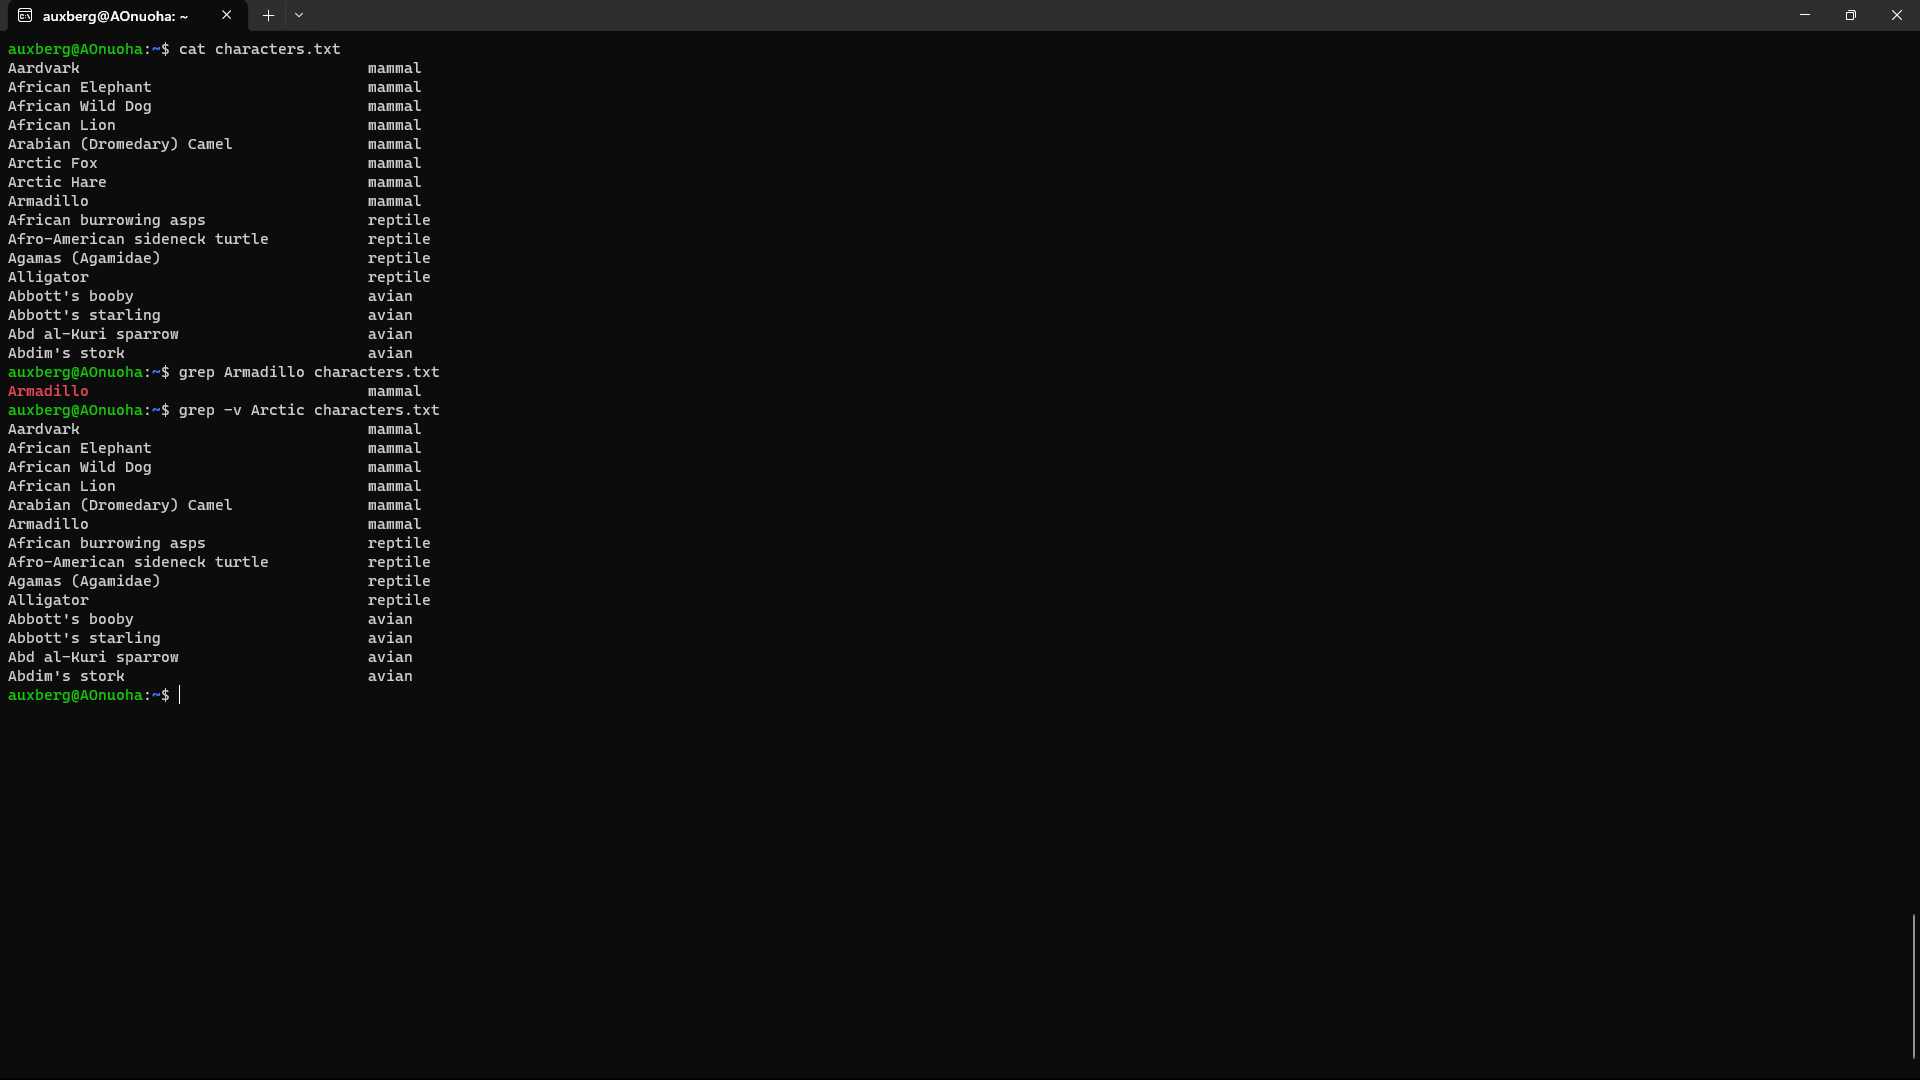 auxberg@AOnuoha: ~
auxberg@AOnuoha:~$ cat characters.txt
Aardvark                                mammal
African Elephant                        mammal
African Wild Dog                        mammal
African Lion                            mammal
Arabian (Dromedary) Camel               mammal
Arctic Fox                              mammal
Arctic Hare                             mammal
Armadillo                               mammal
African burrowing asps                  reptile
Afro-American sideneck turtle           reptile
Agamas (Agamidae)                       reptile
Alligator                               reptile
Abbott's booby                          avian
Abbott's starling                       avian
Abd al-Kuri sparrow                     avian
Abdim's stork                           avian
auxberg@AOnuoha:~$ grep Armadillo characters.txt
Armadillo                               mammal
auxberg@AOnuoha:~$ grep -v Arctic characters.txt
Aardvark                                mammal
African Elephant                        mammal
African Wild Dog                        mammal
African Lion                            mammal
Arabian (Dromedary) Camel               mammal
Armadillo                               mammal
African burrowing asps                  reptile
Afro-American sideneck turtle           reptile
Agamas (Agamidae)                       reptile
Alligator                               reptile
Abbott's booby                          avian
Abbott's starling                       avian
Abd al-Kuri sparrow                     avian
Abdim's stork                           avian
auxberg@AOnuoha:~$